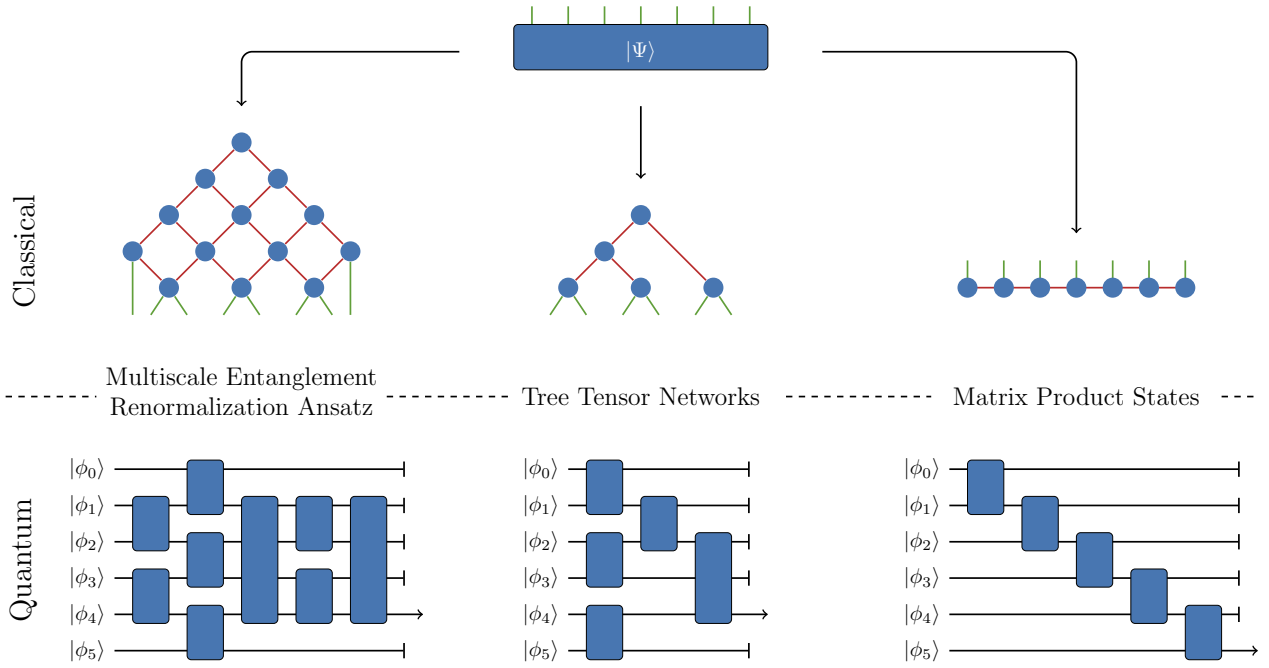 |Ψ⟩
Classical
Multiscale Entanglement
Renormalization Ansatz
Tree Tensor Networks
Matrix Product States
Quantum
|ϕ₀⟩
|ϕ₁⟩
|ϕ₂⟩
|ϕ₃⟩
|ϕ₄⟩
|ϕ₅⟩
|ϕ₀⟩
|ϕ₁⟩
|ϕ₂⟩
|ϕ₃⟩
|ϕ₄⟩
|ϕ₅⟩
|ϕ₀⟩
|ϕ₁⟩
|ϕ₂⟩
|ϕ₃⟩
|ϕ₄⟩
|ϕ₅⟩